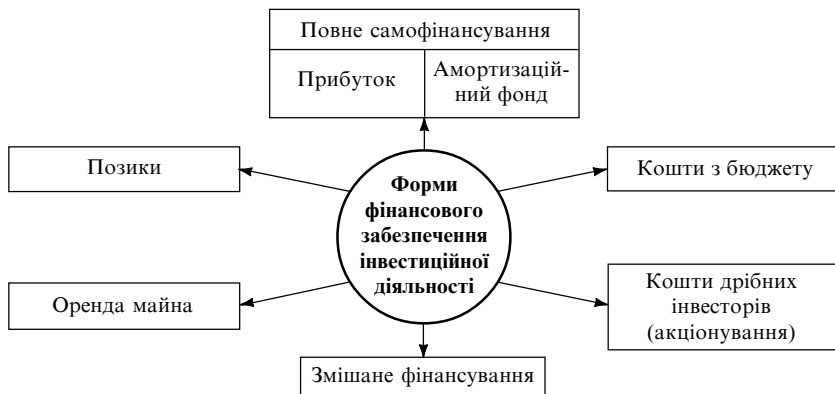 Повне самофінансування
Прибуток
Амортизацій-
ний фонд
Позики
Кошти з бюджету
Форми
фінансового
забезпечення
інвестиційної
діяльності
Оренда майна
Кошти дрібних
інвесторів
(акціонування)
Змішане фінансування